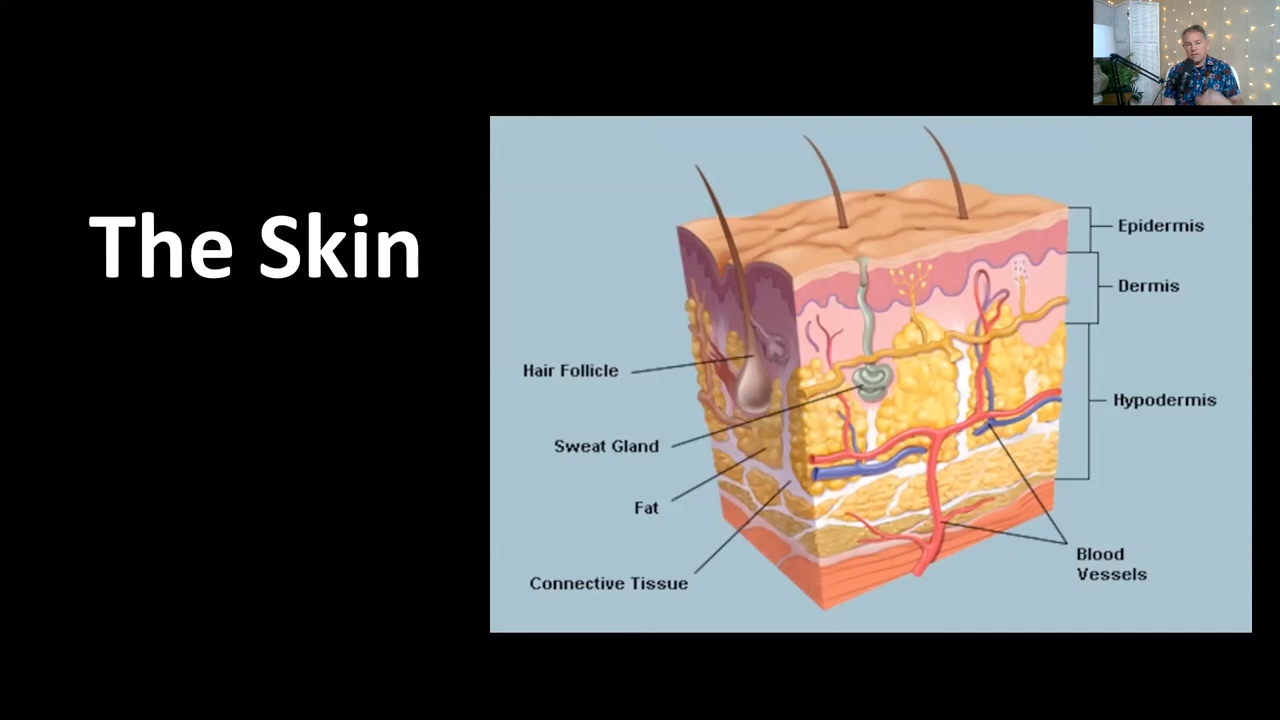 The Skin
Epidermis
Dermis
Hair Follicle
Hypodermis
Sweat Gland
Fat
Blood
Vessels
Connective Tissue